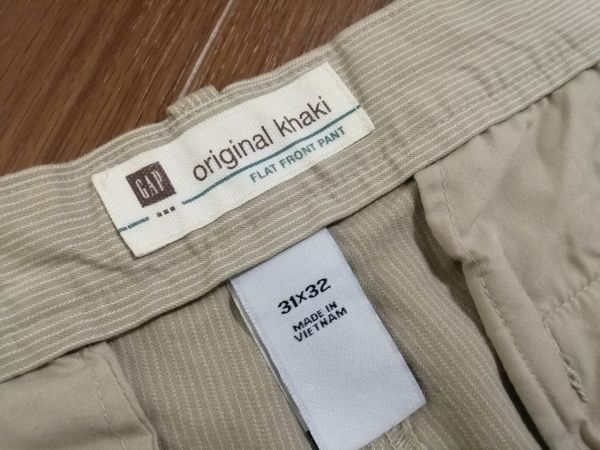 GAP
original khaki
FLAT FRONT PANT
31x32
MADE IN
VIETNAM